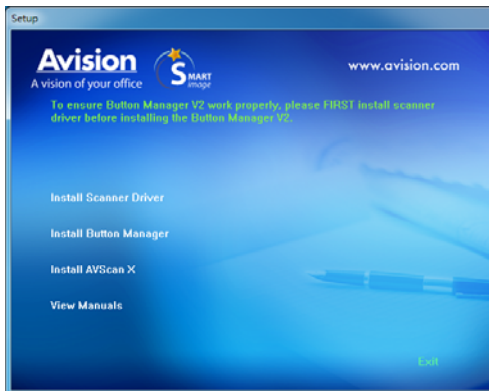 Setup
Avision
A vision of your office
SMART
image
www.avision.com
To ensure Button Manager V2 work properly, please FIRST install scanner
driver before installing the Button Manager V2.
Install Scanner Driver
Install Button Manager
Install AVScan X
View Manuals
Exit